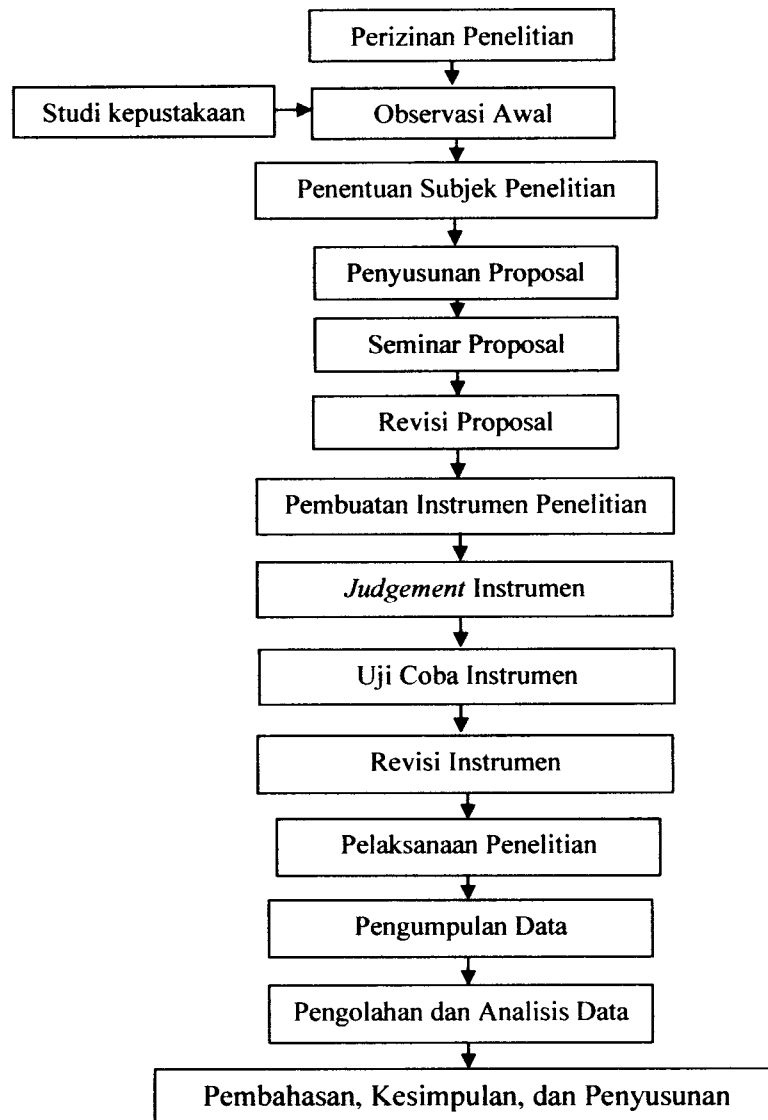 Perizinan Penelitian
Studi kepustakaan
Observasi Awal
Penentuan Subjek Penelitian
Penyusunan Proposal
Seminar Proposal
Revisi Proposal
Pembuatan Instrumen Penelitian
Judgement Instrumen
Uji Coba Instrumen
Revisi Instrumen
Pelaksanaan Penelitian
Pengumpulan Data
Pengolahan dan Analisis Data
Pembahasan, Kesimpulan, dan Penyusunan